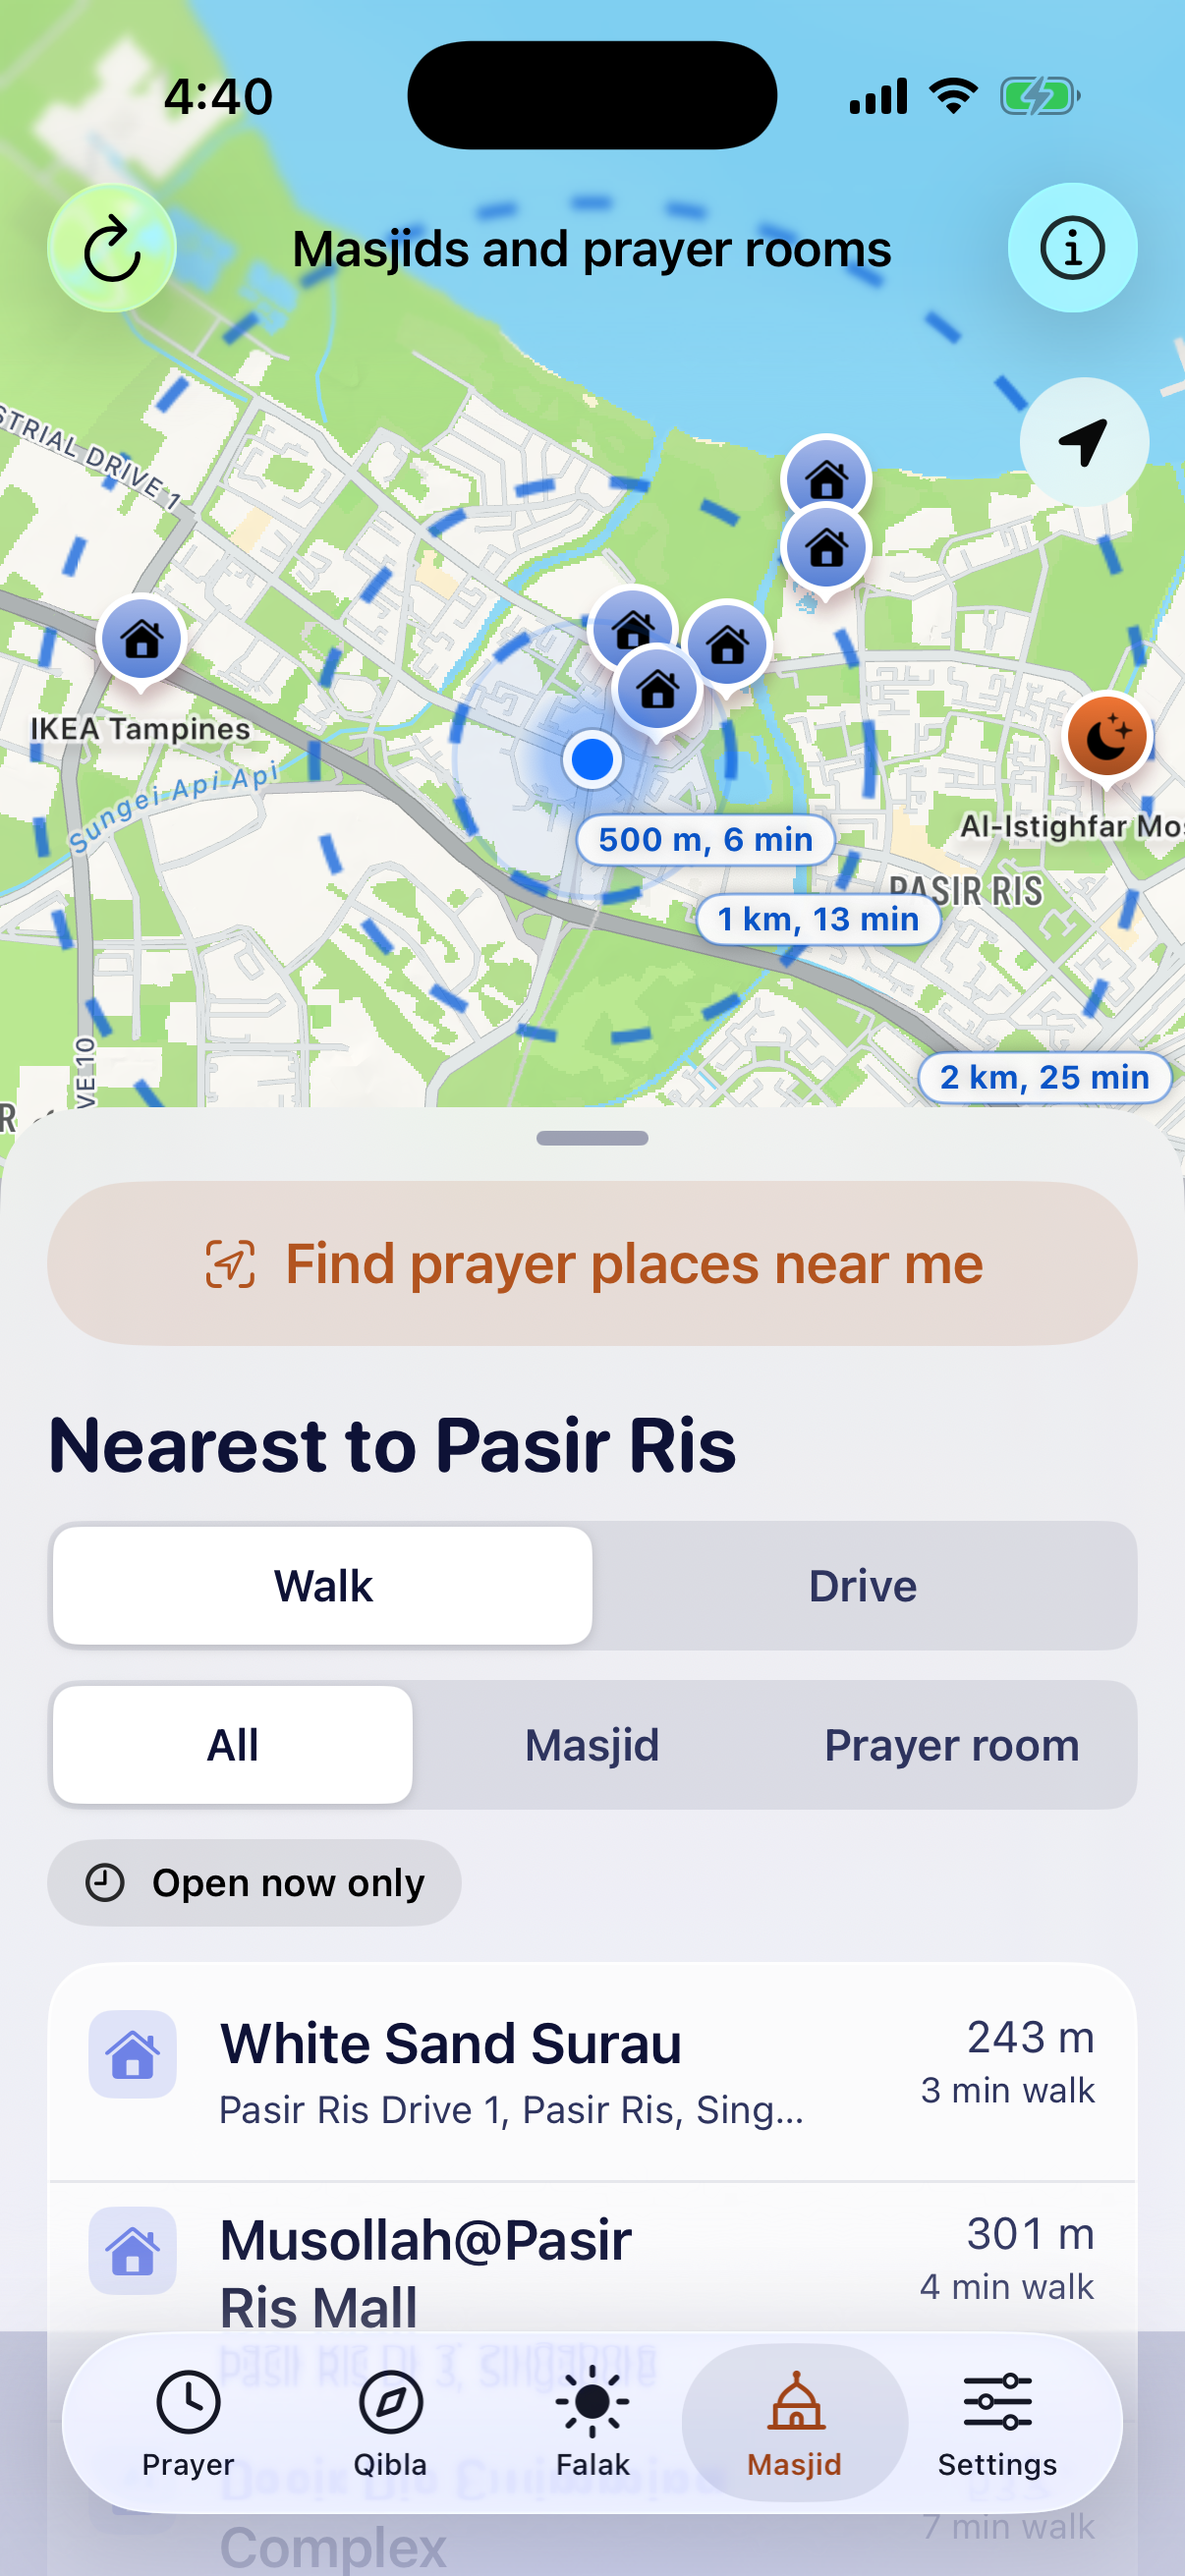 4:40
Masjids and prayer rooms
STRIAL DRIVE 1
IKEA Tampines
Sungei Api Api
Al-Istighfar Mos
500 m, 6 min
PASIR RIS
1 km, 13 min
VE 10
2 km, 25 min
R
Find prayer places near me
Nearest to Pasir Ris
Walk
Drive
All
Masjid
Prayer room
Open now only
White Sand Surau
243 m
Pasir Ris Drive 1, Pasir Ris, Sing...
3 min walk
Musollah@Pasir
Ris Mall
301 m
4 min walk
Prayer
Qibla
Falak
Masjid
Settings
Complex
7 min walk